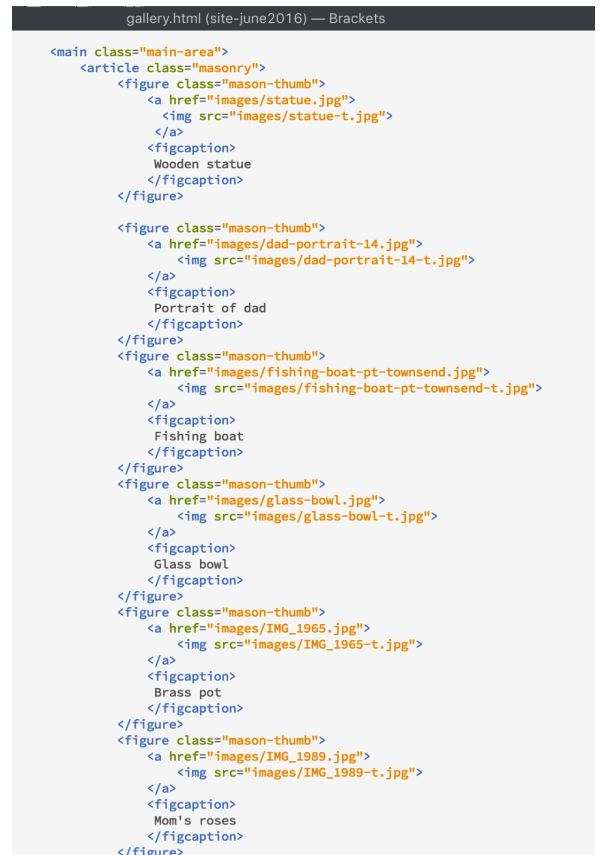 gallery.html (site-june2016) — Brackets
<main class="main-area">
<article class="masonry">
<figure class="mason-thumb">
<a href="images/statue.jpg">
<img src="images/statue-t.jpg">
</a>
<figcaption>
Wooden statue
</figcaption>
</figure>
<figure class="mason-thumb">
<a href="images/dad-portrait-14.jpg">
<img src="images/dad-portrait-14-t.jpg">
</a>
<figcaption>
Portrait of dad
</figcaption>
</figure>
<figure class="mason-thumb">
<a href="images/fishing-boat-pt-townsend.jpg">
<img src="images/fishing-boat-pt-townsend-t.jpg">
</a>
<figcaption>
Fishing boat
</figcaption>
</figure>
<figure class="mason-thumb">
<a href="images/glass-bowl.jpg">
<img src="images/glass-bowl-t.jpg">
</a>
<figcaption>
Glass bowl
</figcaption>
</figure>
<figure class="mason-thumb">
<a href="images/IMG_1965.jpg">
<img src="images/IMG_1965-t.jpg">
</a>
<figcaption>
Brass pot
</figcaption>
</figure>
<figure class="mason-thumb">
<a href="images/IMG_1989.jpg">
<img src="images/IMG_1989-t.jpg">
</a>
<figcaption>
Mom's roses
</figcaption>
</figure>